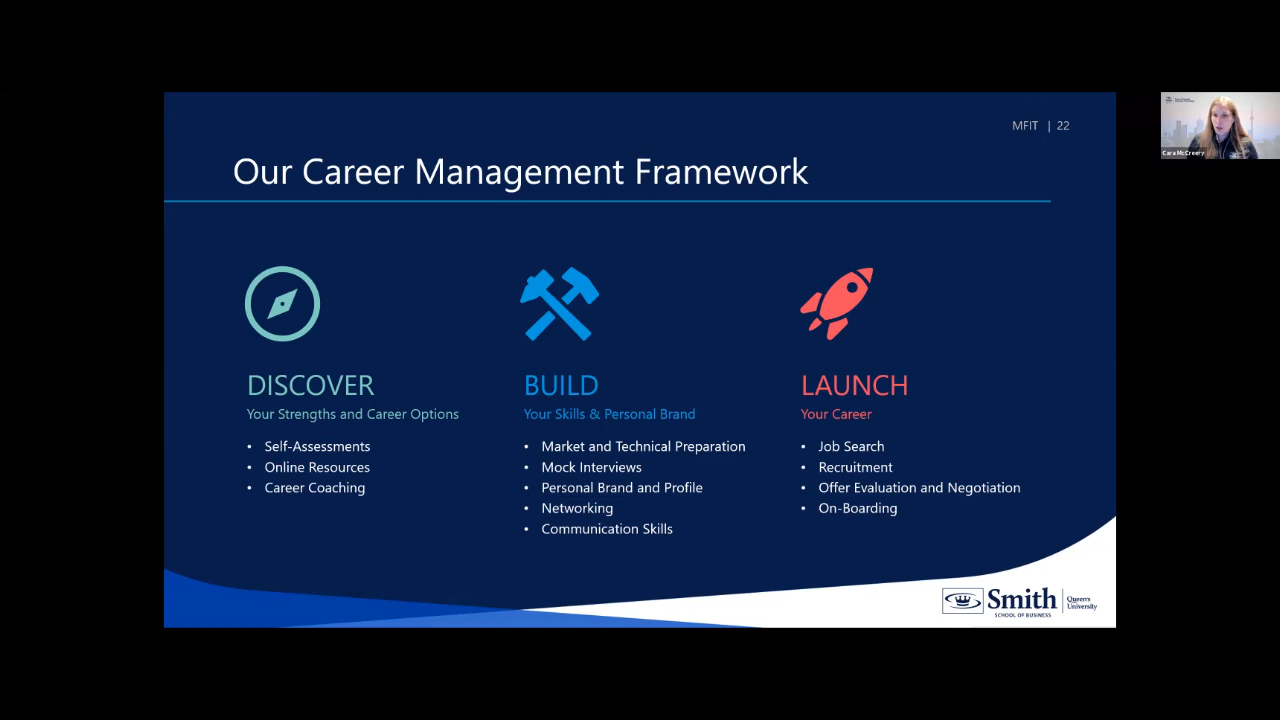 MFIT | 22
Our Career Management Framework
DISCOVER
Your Strengths and Career Options
• Self-Assessments
• Online Resources
• Career Coaching
BUILD
Your Skills & Personal Brand
• Market and Technical Preparation
• Mock Interviews
• Personal Brand and Profile
• Networking
• Communication Skills
LAUNCH
Your Career
• Job Search
• Recruitment
• Offer Evaluation and Negotiation
• On-Boarding
Smith
SCHOOL OF BUSINESS
Queen's
University
Cara McCreery